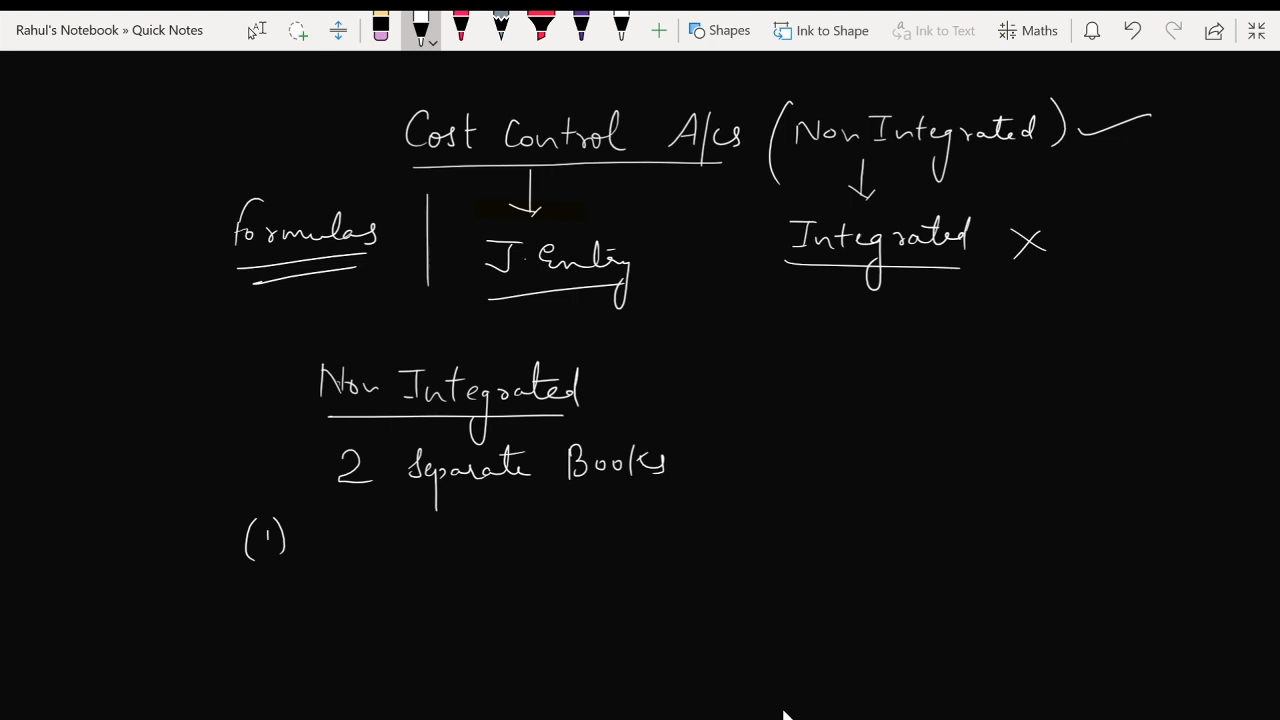 Rahul's Notebook » Quick Notes
Shapes Ink to Shape Ink to Text Maths
Cost Control A/cs (Non Integrated)
Formulas
J. Entry
Integrated
Non Integrated
2 Separate Books
(1)